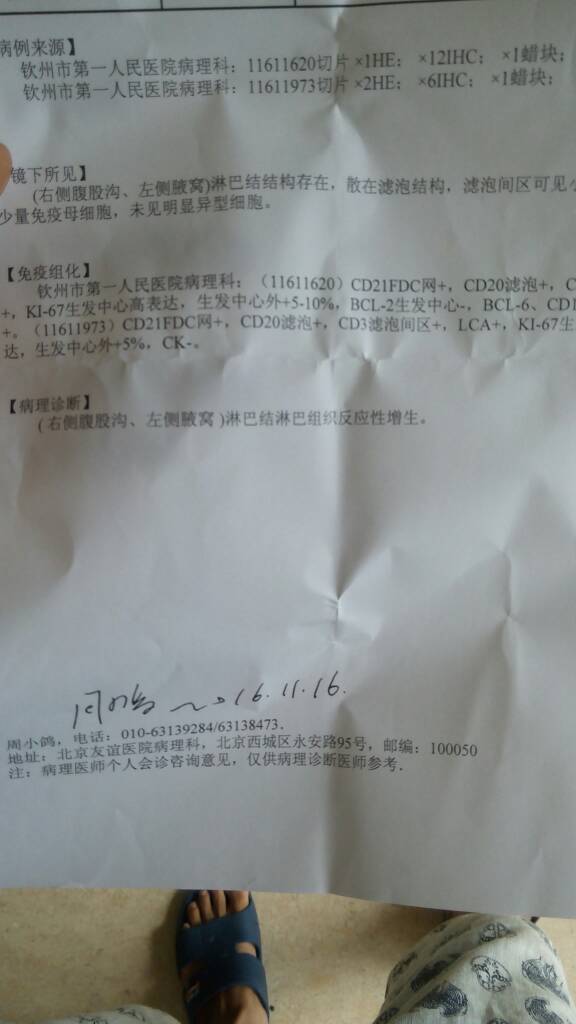 病例来源】
钦州市第一人民医院病理科：11611620切片×1HE； ×12IHC； ×1蜡块；
钦州市第一人民医院病理科：11611973切片×2HE； ×6IHC； ×1蜡块；
镜下所见】
(右侧腹股沟、左侧腋窝)淋巴结结构存在，散在滤泡结构，滤泡间区可见小
少量免疫母细胞，未见明显异型细胞。
【免疫组化】
钦州市第一人民医院病理科：（11611620）CD21FDC网+，CD20滤泡+，C
+，KI-67生发中心高表达，生发中心外+5-10%，BCL-2生发中心-，BCL-6、CD1
+。（11611973）CD21FDC网+，CD20滤泡+，CD3滤泡间区+，LCA+，KI-67生
达，生发中心外+5%，CK-。
【病理诊断】
(右侧腹股沟、左侧腋窝 )淋巴结淋巴组织反应性增生。
周小鸽 2016.11.16.
周小鸽，电话：010-63139284/63138473.
地址：北京友谊医院病理科，北京西城区永安路95号，邮编：100050
注：病理医师个人会诊咨询意见，仅供病理诊断医师参考.